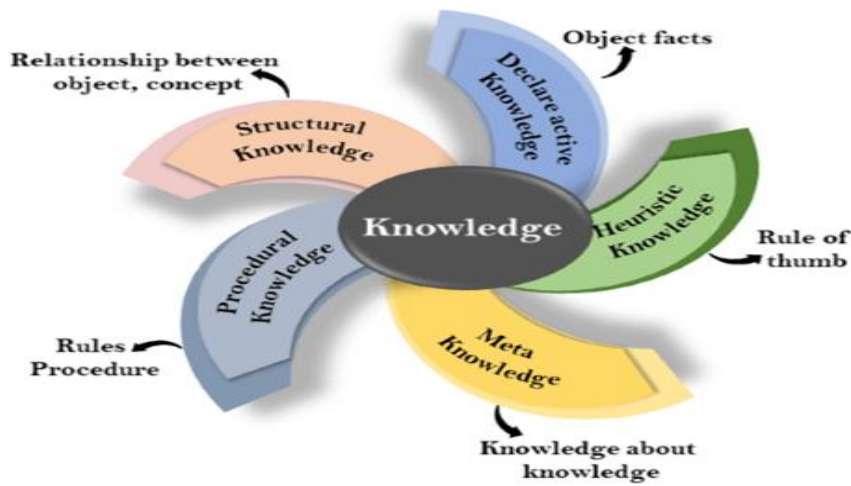 Object facts
Declare active
Knowledge
Relationship between
object, concept
Structural
Knowledge
Knowledge
Heuristic
Knowledge
Rule of
thumb
Procedural
Knowledge
Rules
Procedure
Meta
Knowledge
Knowledge about
knowledge